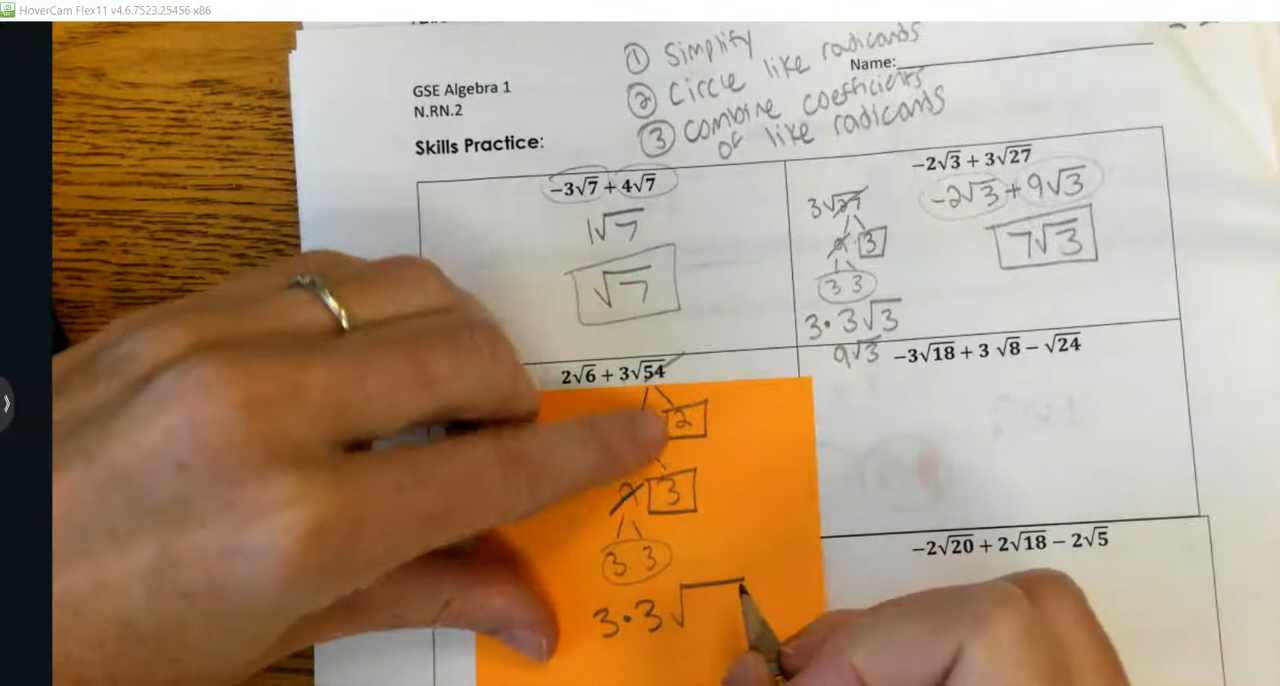 HoverCam Flex11 v4.6.7523.25456 x86
① Simplify
② Circle like radicands
③ Combine coefficients
of like radicands
Name:
GSE Algebra 1
N.RN.2
Skills Practice:
−3√7 + 4√7
1√7
√7
−2√3 + 3√27
−2√3 + 9√3
7√3
3√27
9 3
3 3
3·3√3
9√3
2√6 + 3√54
2
9 3
3 3
3·3√
−3√18 + 3 √8 − √24
−2√20 + 2√18 − 2√5